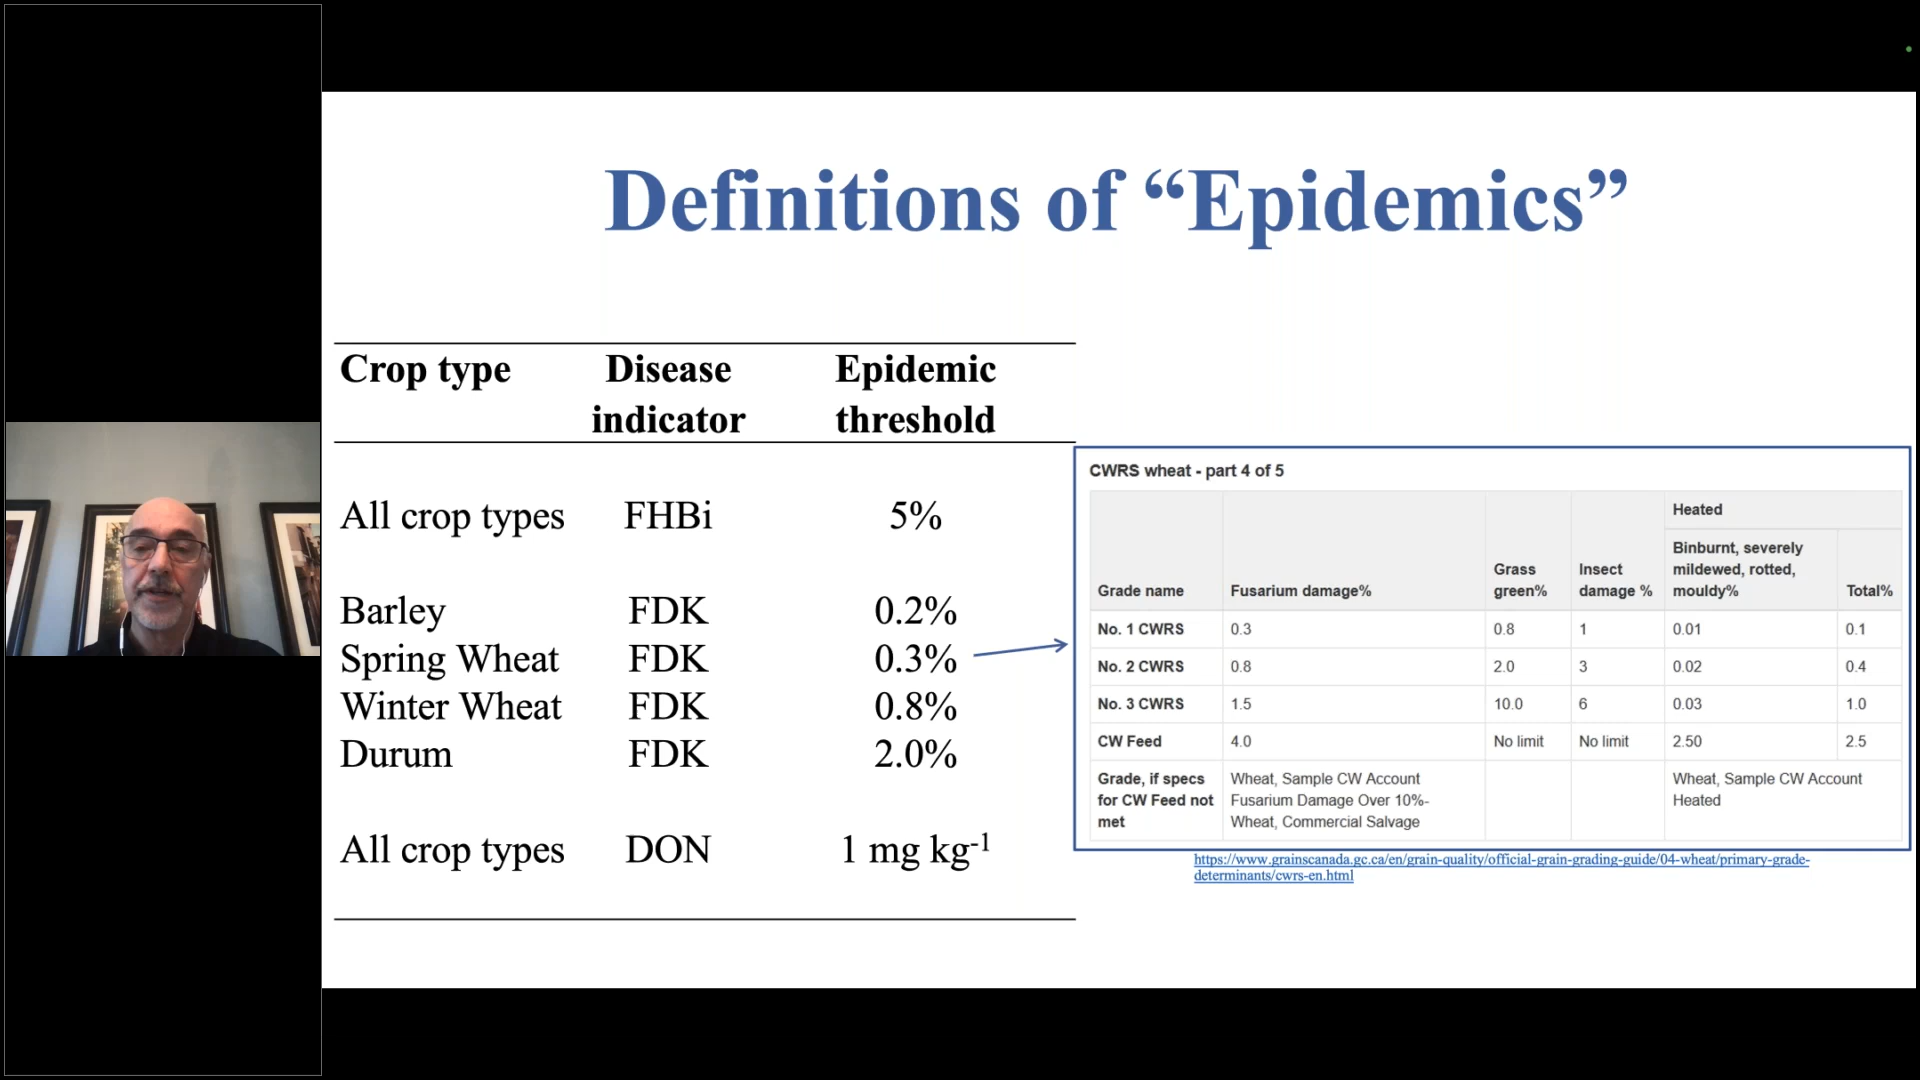 Definitions of “Epidemics”
Crop type Disease indicator Epidemic threshold
All crop types FHBi 5%
Barley FDK 0.2%
Spring Wheat FDK 0.3%
Winter Wheat FDK 0.8%
Durum FDK 2.0%
All crop types DON 1 mg kg-1
CWRS wheat - part 4 of 5
Heated
Grade name Fusarium damage% Grass green% Insect damage % Binburnt, severely mildewed, rotted, mouldy% Total%
No. 1 CWRS 0.3 0.8 1 0.01 0.1
No. 2 CWRS 0.8 2.0 3 0.02 0.4
No. 3 CWRS 1.5 10.0 6 0.03 1.0
CW Feed 4.0 No limit No limit 2.50 2.5
Grade, if specs for CW Feed not met Wheat, Sample CW Account Fusarium Damage Over 10%- Wheat, Commercial Salvage Wheat, Sample CW Account Heated
https://www.grainscanada.gc.ca/en/grain-quality/official-grain-grading-guide/04-wheat/primary-grade-
determinants/cwrs-en.html